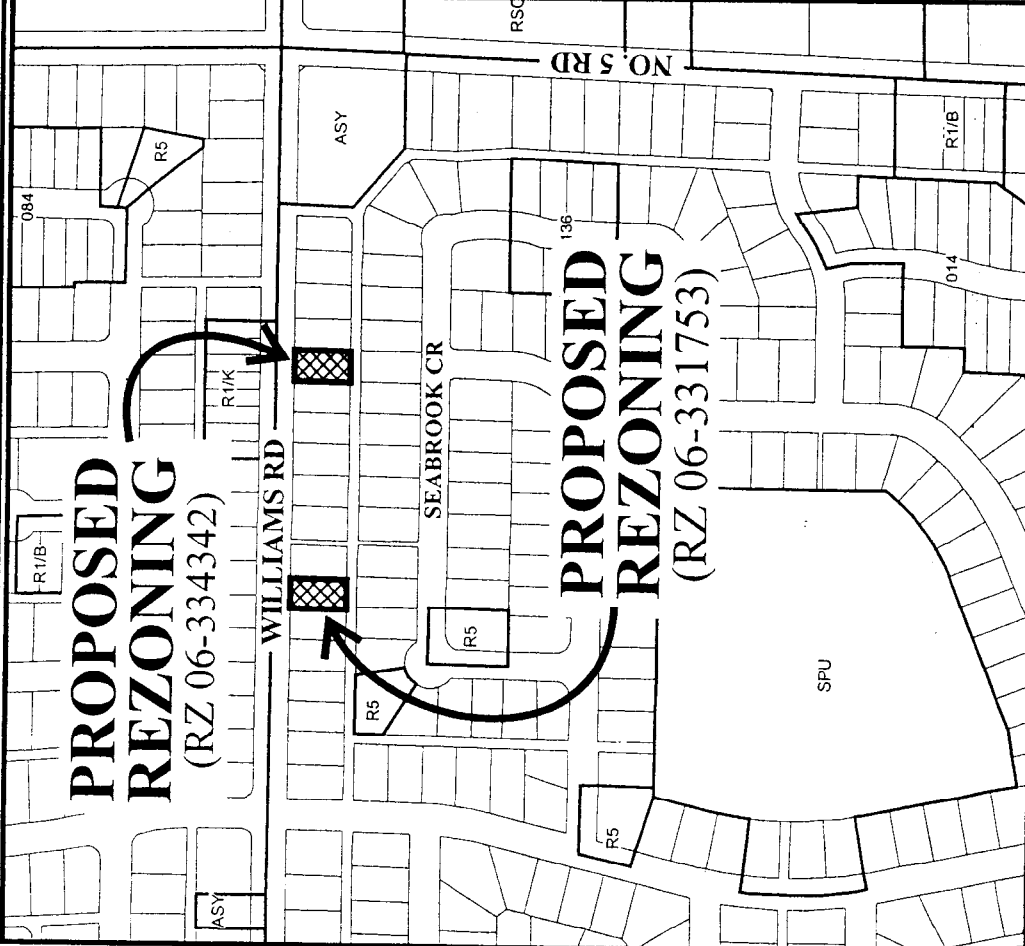 RSC
NO. 5 RD
ASY
R5
084
R1/B
136
014
R1/K
WILLIAMS RD
SEABROOK CR
PROPOSED
REZONING
(RZ 06-334342)
R1/B
PROPOSED
REZONING
(RZ 06-331753)
R5
R5
SPU
R5
ASY